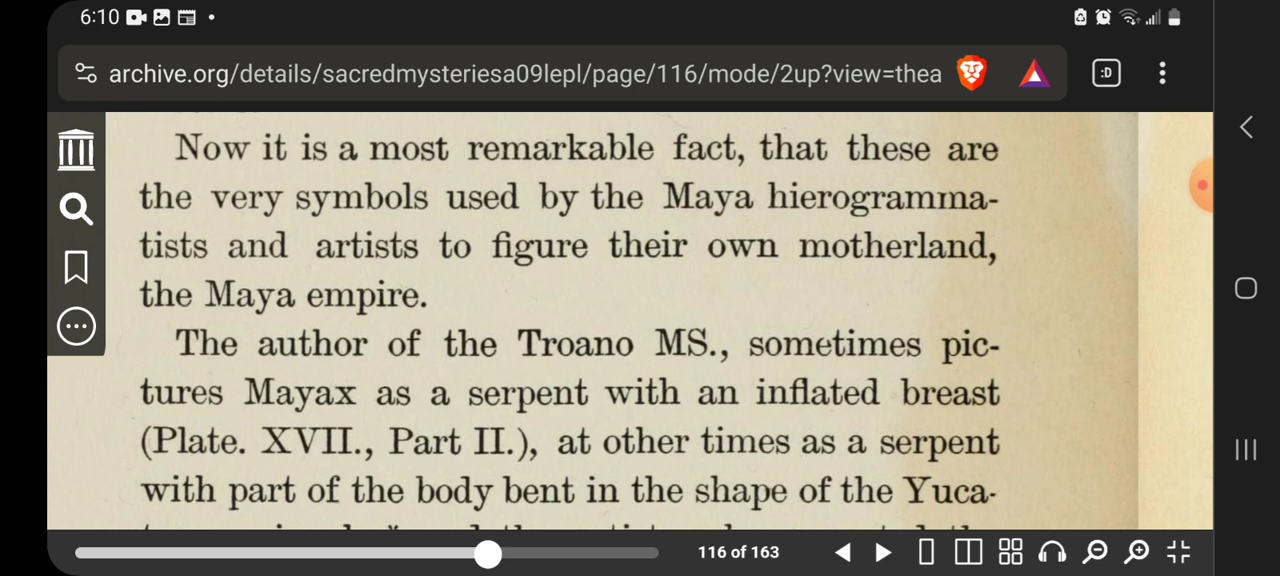 6:10
archive.org/details/sacredmysteriesa09lepl/page/116/mode/2up?view=thea
:D
Now it is a most remarkable fact, that these are
the very symbols used by the Maya hierogramma-
tists and artists to figure their own motherland,
the Maya empire.
The author of the Troano MS., sometimes pic-
tures Mayax as a serpent with an inflated breast
(Plate. XVII., Part II.), at other times as a serpent
with part of the body bent in the shape of the Yuca-
116 of 163